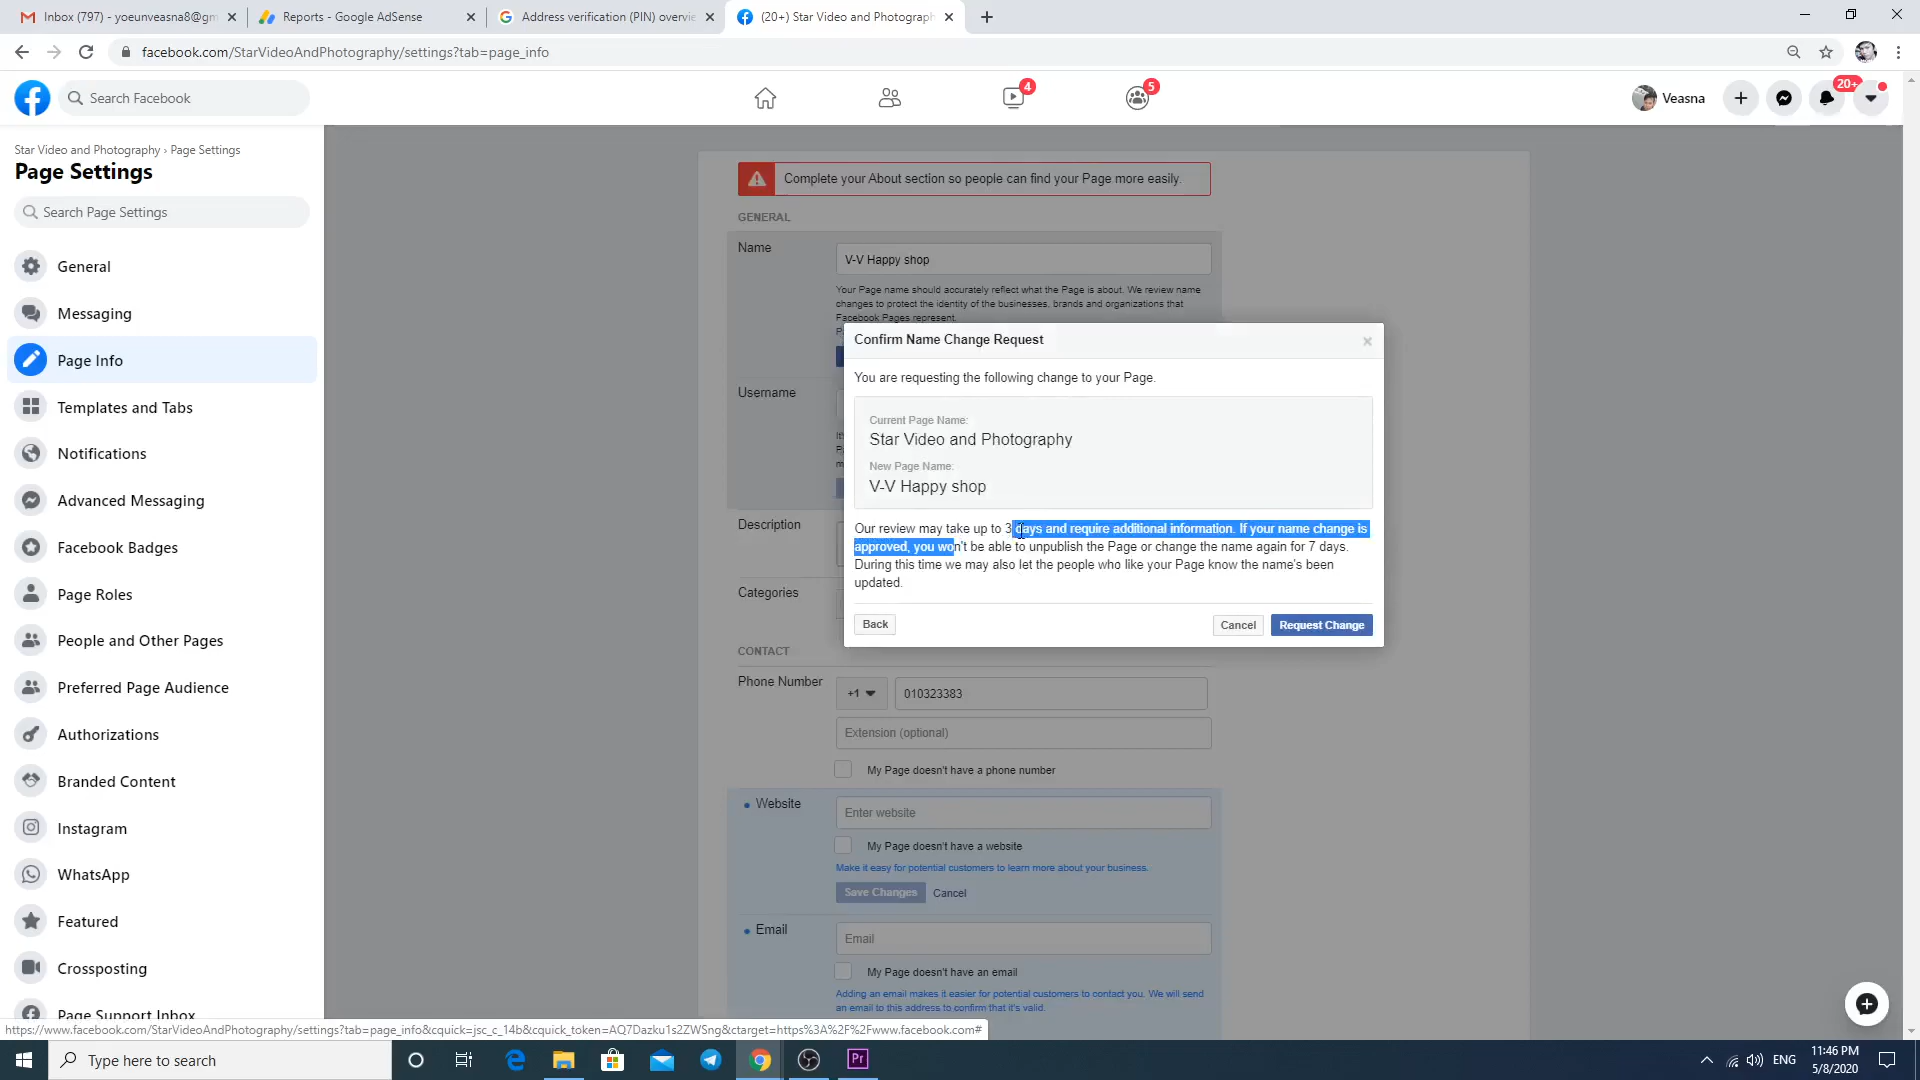 Inbox (797) - yoeunveasna8@gm
Reports - Google AdSense
Address verification (PIN) overvie
(20+) Star Video and Photograph
facebook.com/StarVideoAndPhotography/settings?tab=page_info
Search Facebook
4
5
Veasna
20+
Star Video and Photography › Page Settings
Page Settings
Search Page Settings
General
Messaging
Page Info
Templates and Tabs
Notifications
Advanced Messaging
Facebook Badges
Page Roles
People and Other Pages
Preferred Page Audience
Authorizations
Branded Content
Instagram
WhatsApp
Featured
Crossposting
Page Support Inbox
Complete your About section so people can find your Page more easily.
GENERAL
Name
V-V Happy shop
Your Page name should accurately reflect what the Page is about. We review name
changes to protect the identity of the businesses, brands and organizations that
Facebook Pages represent.
Username
Description
Categories
Confirm Name Change Request
You are requesting the following change to your Page.
Current Page Name:
Star Video and Photography
New Page Name:
V-V Happy shop
Our review may take up to 3 days and require additional information. If your name change is
approved, you won't be able to unpublish the Page or change the name again for 7 days.
During this time we may also let the people who like your Page know the name's been
updated.
Back
Cancel
Request Change
CONTACT
Phone Number
+1
010323383
Extension (optional)
My Page doesn't have a phone number
Website
Enter website
My Page doesn't have a website
Make it easy for potential customers to learn more about your business.
Save Changes
Cancel
Email
Email
My Page doesn't have an email
Adding an email makes it easier for potential customers to contact you. We will send
an email to this address to confirm that it's valid.
https://www.facebook.com/StarVideoAndPhotography/settings?tab=page_info&cquick=jsc_c_14b&cquick_token=AQ7Dazku1s2ZWSng&ctarget=https%3A%2F%2Fwww.facebook.com#
Type here to search
Pr
ENG
11:46 PM
5/8/2020